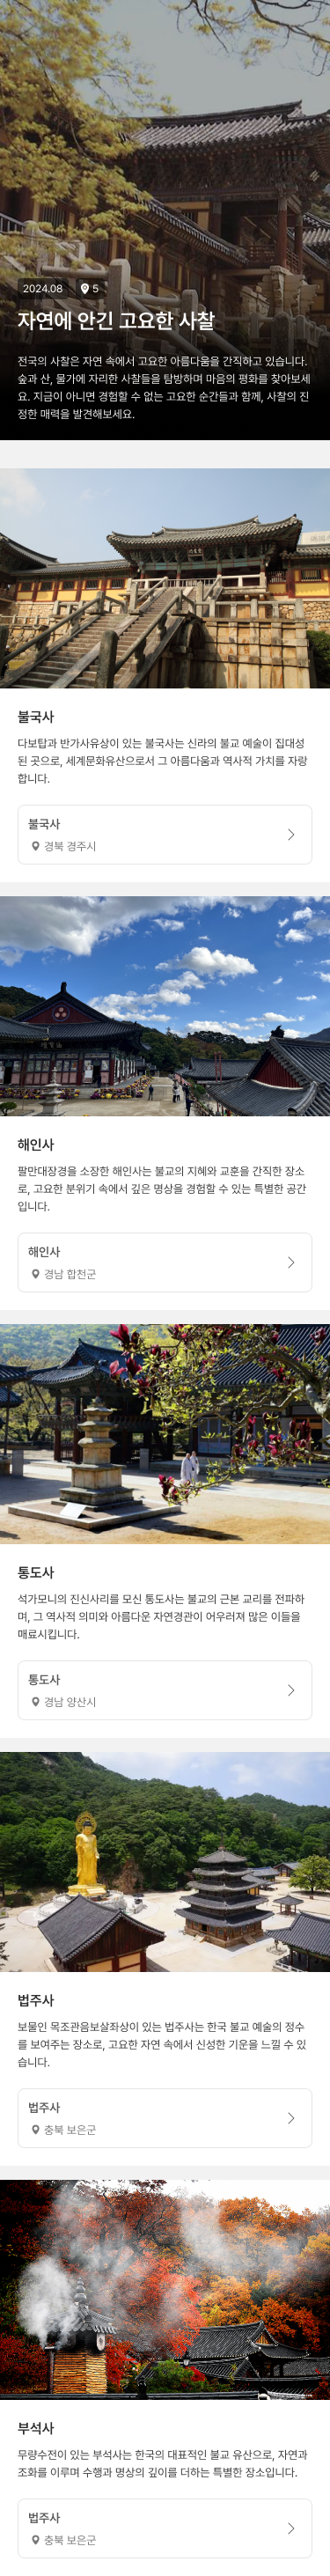 2024.08
5
자연에 안긴 고요한 사찰
전국의 사찰은 자연 속에서 고요한 아름다움을 간직하고 있습니다.
숲과 산, 물가에 자리한 사찰들을 탐방하며 마음의 평화를 찾아보세
요. 지금이 아니면 경험할 수 없는 고요한 순간들과 함께, 사찰의 진
정한 매력을 발견해보세요.
불국사
다보탑과 반가사유상이 있는 불국사는 신라의 불교 예술이 집대성
된 곳으로, 세계문화유산으로서 그 아름다움과 역사적 가치를 자랑
합니다.
불국사
경북 경주시
해인사
팔만대장경을 소장한 해인사는 불교의 지혜와 교훈을 간직한 장소
로, 고요한 분위기 속에서 깊은 명상을 경험할 수 있는 특별한 공간
입니다.
해인사
경남 합천군
통도사
석가모니의 진신사리를 모신 통도사는 불교의 근본 교리를 전파하
며, 그 역사적 의미와 아름다운 자연경관이 어우러져 많은 이들을
매료시킵니다.
통도사
경남 양산시
법주사
보물인 목조관음보살좌상이 있는 법주사는 한국 불교 예술의 정수
를 보여주는 장소로, 고요한 자연 속에서 신성한 기운을 느낄 수 있
습니다.
법주사
충북 보은군
부석사
무량수전이 있는 부석사는 한국의 대표적인 불교 유산으로, 자연과
조화를 이루며 수행과 명상의 깊이를 더하는 특별한 장소입니다.
법주사
충북 보은군